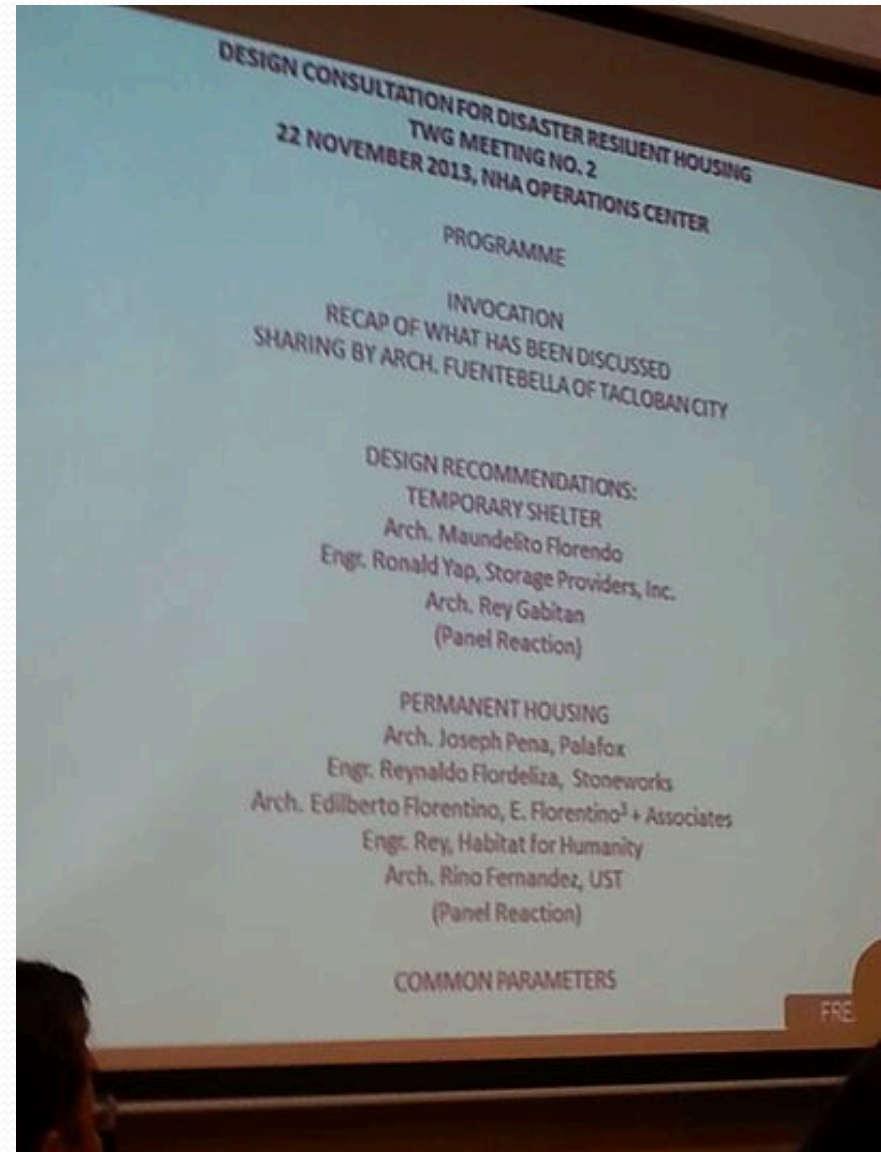 DESIGN CONSULTATION FOR DISASTER RESILIENT HOUSING
TWG MEETING NO. 2
22 NOVEMBER 2013, NHA OPERATIONS CENTER
PROGRAMME
INVOCATION
RECAP OF WHAT HAS BEEN DISCUSSED
SHARING BY ARCH. FUENTEBELLA OF TACLOBAN CITY
DESIGN RECOMMENDATIONS:
TEMPORARY SHELTER
Arch. Maundelito Florendo
Engr. Ronald Yap, Storage Providers, Inc.
Arch. Rey Gabitan
(Panel Reaction)
PERMANENT HOUSING
Arch. Joseph Pena, Palafox
Engr. Reynaldo Flordeliza, Stoneworks
Arch. Edilberto Florentino, E. Florentino³ + Associates
Engr. Rey, Habitat for Humanity
Arch. Rino Fernandez, UST
(Panel Reaction)
COMMON PARAMETERS
FRE